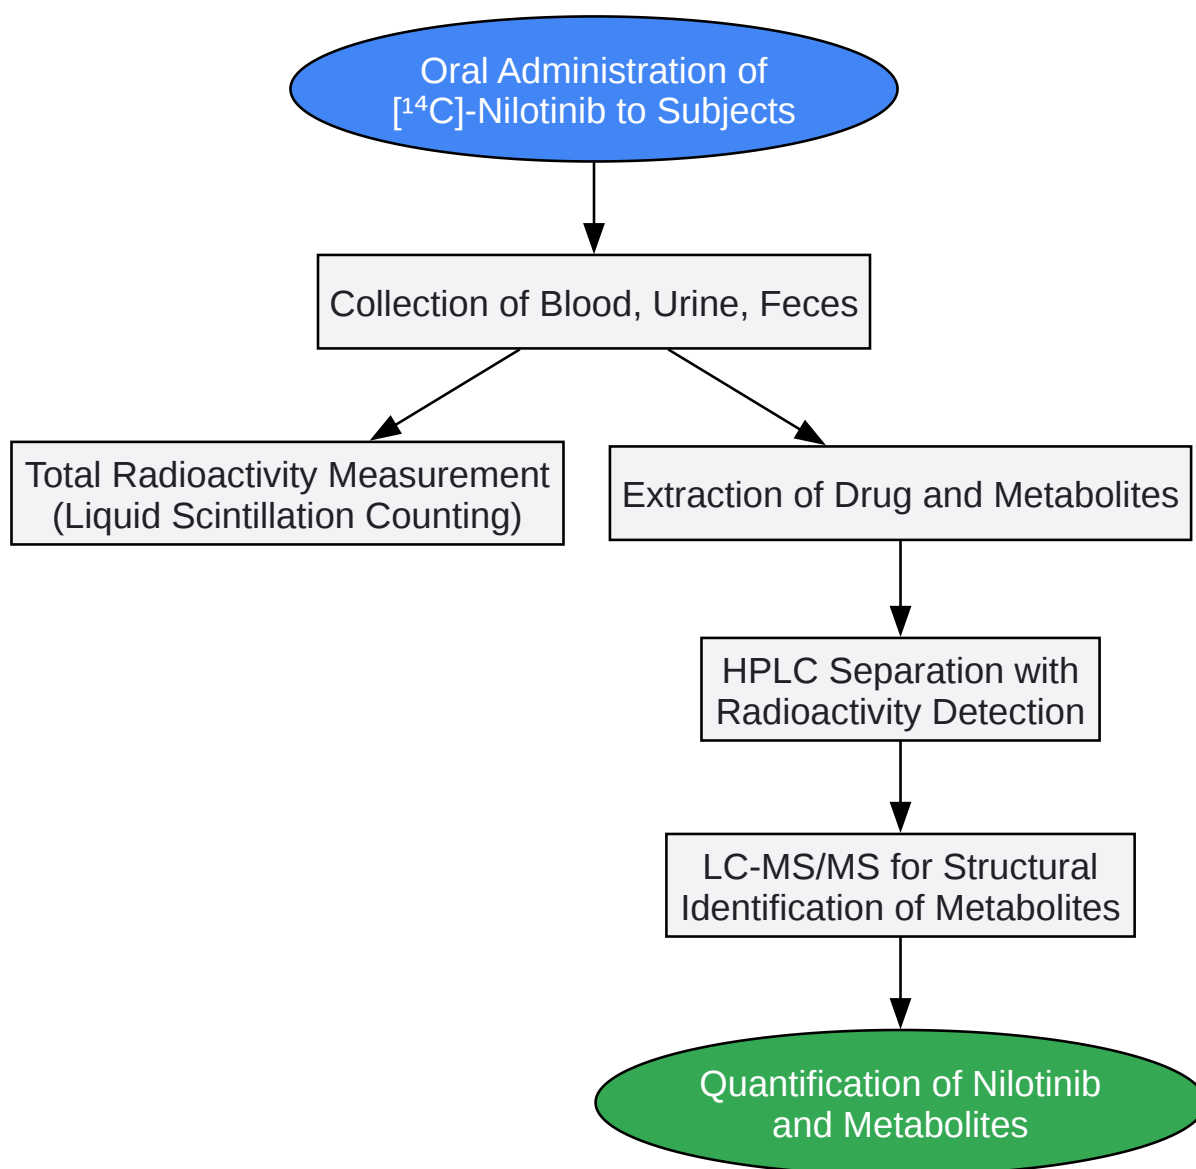 Oral Administration of
[¹⁴C]-Nilotinib to Subjects
Collection of Blood, Urine, Feces
Total Radioactivity Measurement
(Liquid Scintillation Counting)
Extraction of Drug and Metabolites
HPLC Separation with
Radioactivity Detection
LC-MS/MS for Structural
Identification of Metabolites
Quantification of Nilotinib
and Metabolites